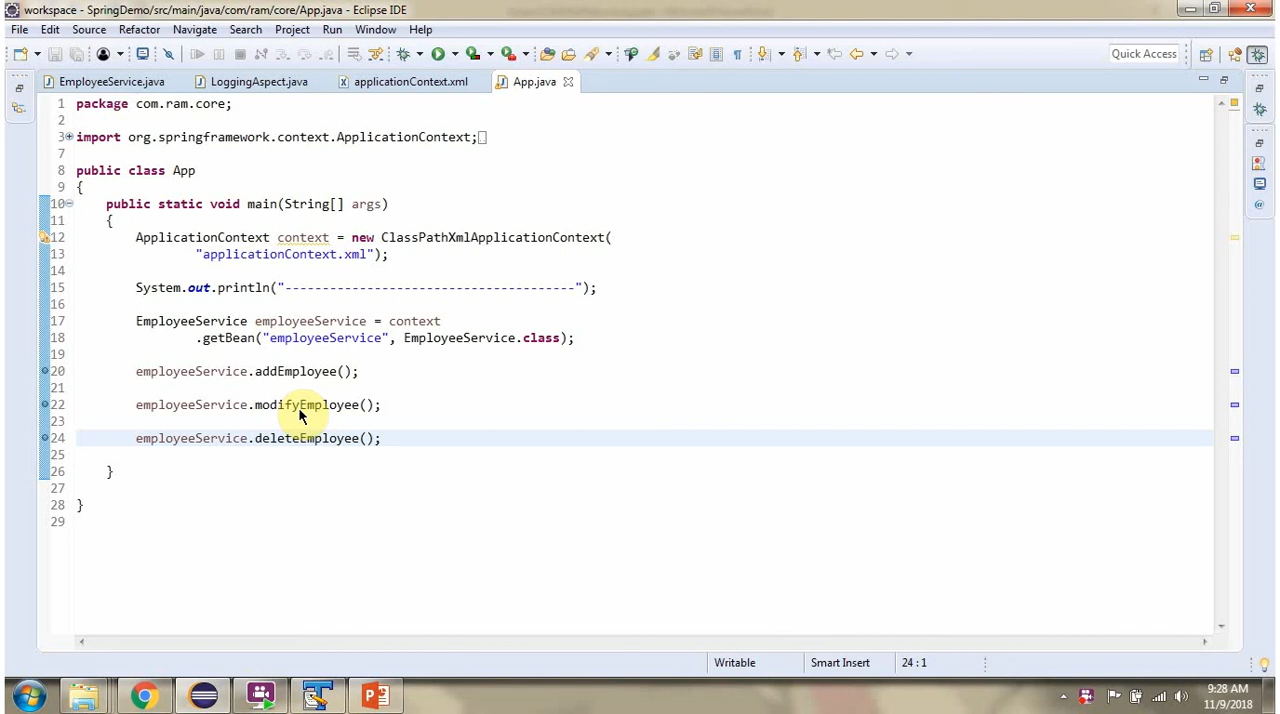 workspace - SpringDemo/src/main/java/com/ram/core/App.java - Eclipse IDE
File Edit Source Refactor Navigate Search Project Run Window Help
Quick Access
EmployeeService.java LoggingAspect.java applicationContext.xml App.java
1 package com.ram.core;
2
3 import org.springframework.context.ApplicationContext;
7
8 public class App
9 {
10 public static void main(String[] args)
11 {
12 ApplicationContext context = new ClassPathXmlApplicationContext(
13 "applicationContext.xml");
14
15 System.out.println("---------------------------------------");
16
17 EmployeeService employeeService = context
18 .getBean("employeeService", EmployeeService.class);
19
20 employeeService.addEmployee();
21
22 employeeService.modifyEmployee();
23
24 employeeService.deleteEmployee();
25
26 }
27
28 }
29
Writable Smart Insert 24 : 1
9:28 AM
11/9/2018